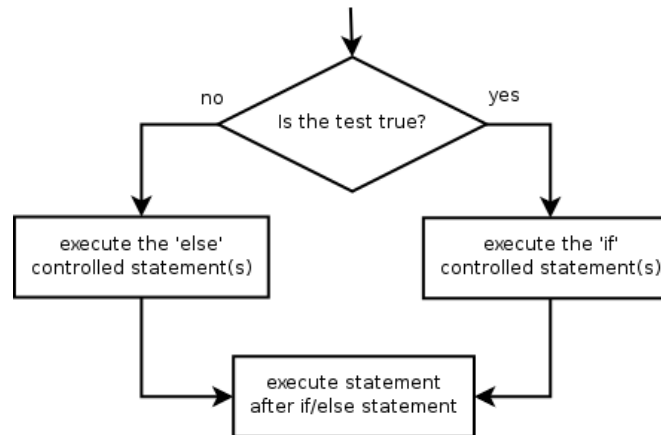 no
yes
Is the test true?
execute the 'else'
controlled statement(s)
execute the 'if'
controlled statement(s)
execute statement
after if/else statement